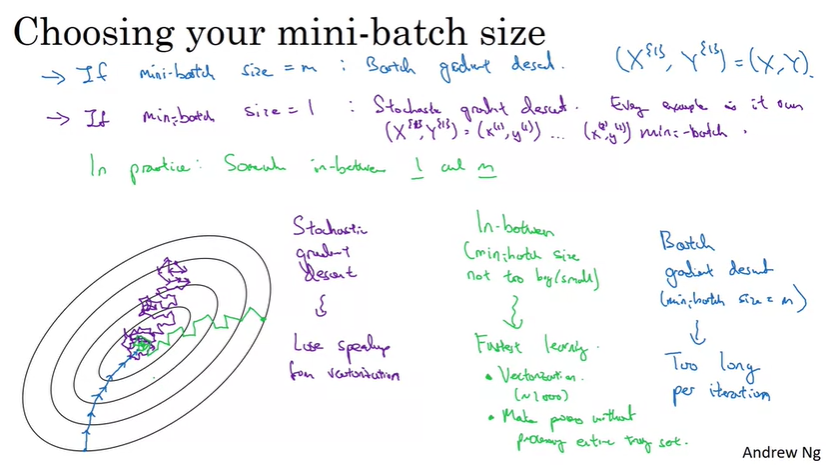 Choosing your mini-batch size
→ If mini-batch size = m : Batch gradient descent. (X^{1}, Y^{1}) = (X, Y).
→ If mini-batch size = 1 : Stochastic gradient descent. Every example is it own
(X^{1}, Y^{1}) = (x^(1), y^(1)) ... mini-batch.
In practice: Somewhere in-between 1 and m
Stochastic
gradient
descent
Lose speedup
from vectorization
In-between
(mini-batch size
not too big/small)
Fastest learning.
• Vectorization.
(~1000)
• Make progress without
processing entire training set.
Batch
gradient descent
(mini-batch size = m)
Too long
per iteration
Andrew Ng